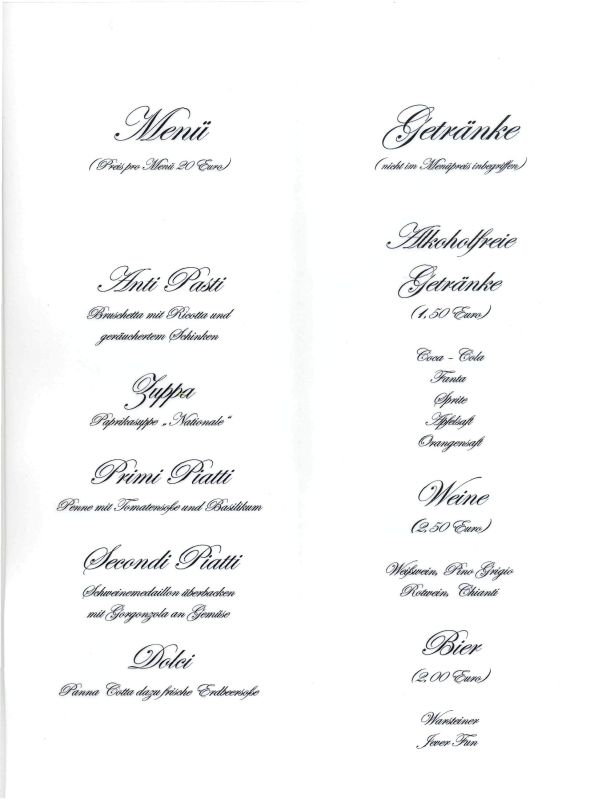 Menü
(Preis pro Menü 20 Euro)
Anti Pasti
Bruschetta mit Ricotta und
geräuchertem Schinken
Zuppa
Paprikasuppe „Nationale“
Primi Piatti
Penne mit Tomatensoße und Basilikum
Secondi Piatti
Schweinemedaillon überbacken
mit Gorgonzola an Gemüse
Dolci
Panna Cotta dazu frische Erdbeersoße
Getränke
(nicht im Menüpreis inbegriffen)
Alkoholfreie
Getränke
(1,50 Euro)
Coca - Cola
Fanta
Sprite
Apfelsaft
Orangensaft
Weine
(2,50 Euro)
Weißwein, Pino Grigio
Rotwein, Chianti
Bier
(2,00 Euro)
Warsteiner
Jever Fun